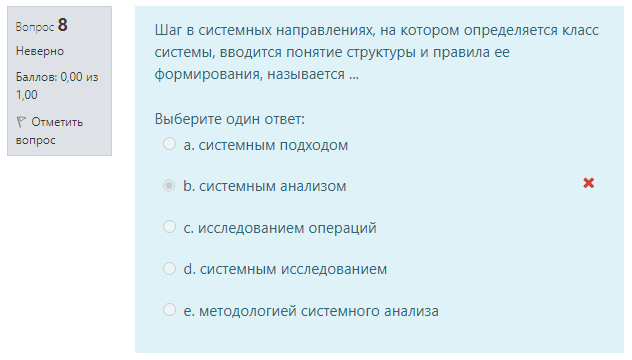 Вопрос 8
Неверно
Баллов: 0,00 из
1,00
Отметить
вопрос
Шаг в системных направлениях, на котором определяется класс
системы, вводится понятие структуры и правила ее
формирования, называется ...
Выберите один ответ:
a. системным подходом
b. системным анализом
c. исследованием операций
d. системным исследованием
e. методологией системного анализа